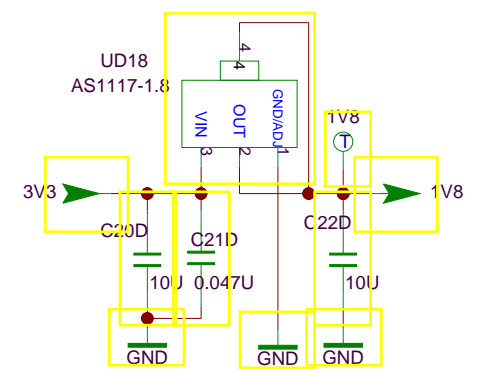 4
UD18
4
AS1117-1.8
VIN
OUT
GND/ADJ
1V8
T
3
2
1
3V3
1V8
C20D
C21D
C22D
10U
0.047U
10U
GND
GND
GND